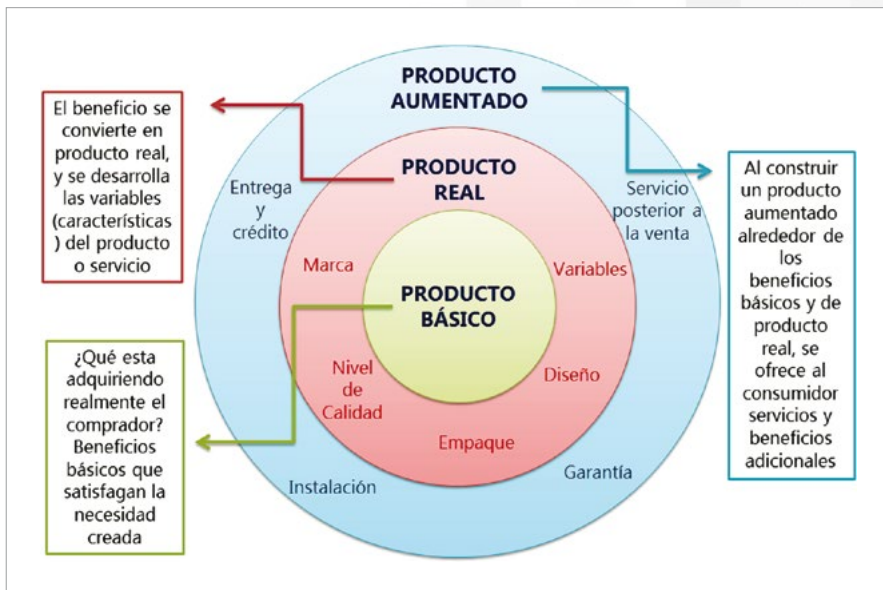 PRODUCTO
AUMENTADO
El beneficio se
convierte en
producto real,
y se desarrolla
las variables
(características
) del producto
o servicio
PRODUCTO
REAL
Entrega
y
crédito
Servicio
posterior a
la venta
Al construir
un producto
aumentado
alrededor de
los
beneficios
básicos y de
producto
real, se
ofrece al
consumidor
servicios y
beneficios
adicionales
Marca
Variables
PRODUCTO
BÁSICO
¿Qué esta
adquiriendo
realmente el
comprador?
Beneficios
básicos que
satisfagan la
necesidad
creada
Nivel
de
Calidad
Diseño
Empaque
Instalación
Garantía